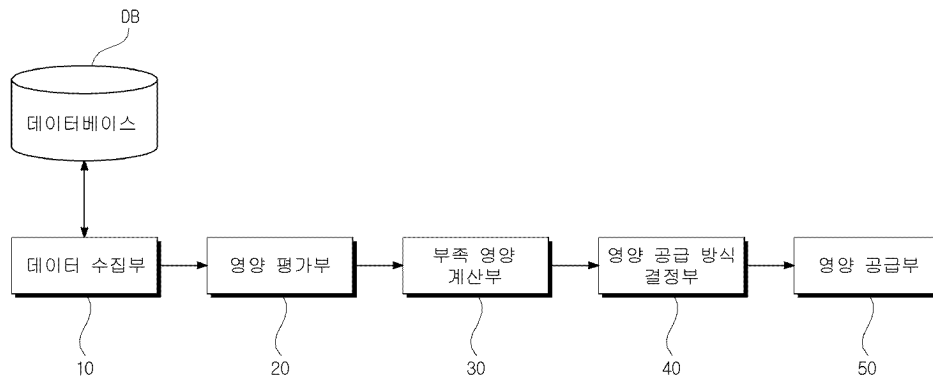 DB
데이터베이스
데이터 수집부
영양 평가부
부족 영양
계산부
영양 공급 방식
결정부
영양 공급부
10
20
30
40
50